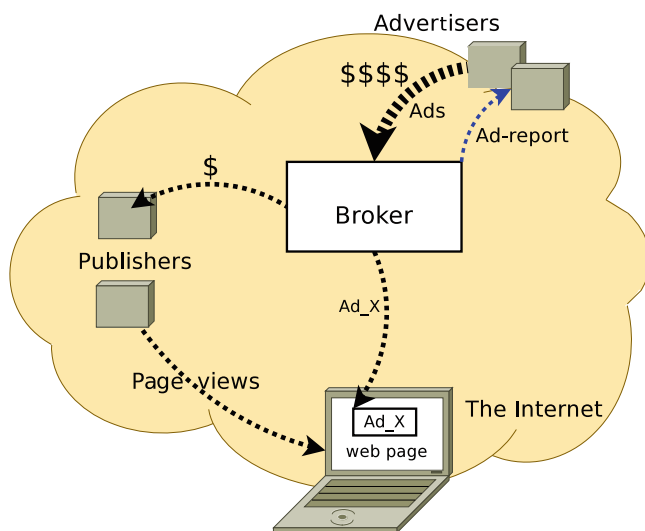 Advertisers
$$$$
Ads
Ad-report
$
Broker
Publishers
Ad_X
Page views
The Internet
Ad_X
web page